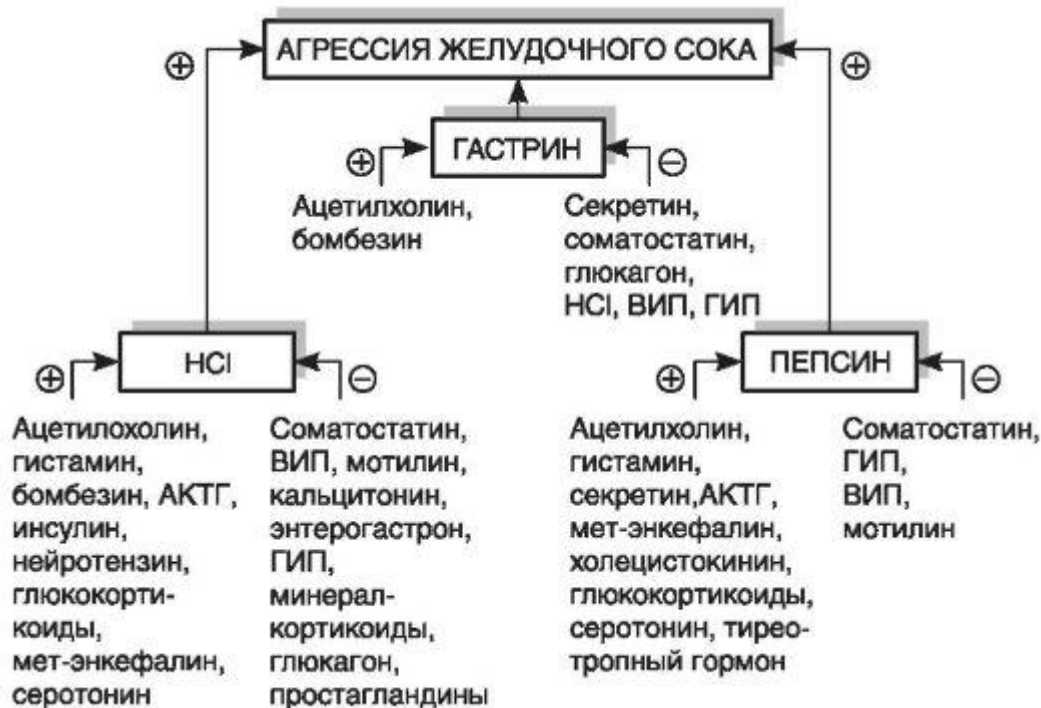 АГРЕССИЯ ЖЕЛУДОЧНОГО СОКА
⊕
⊕
ГАСТРИН
⊕
⊖
Ацетилхолин,
бомбезин
Секретин,
соматостатин,
глюкагон,
HCl, ВИП, ГИП
HCl
⊕
⊖
Ацетилохолин,
гистамин,
бомбезин, АКТГ,
инсулин,
нейротензин,
глюкокорти-
коиды,
мет-энкефалин,
серотонин
Соматостатин,
ВИП, мотилин,
кальцитонин,
энтерогастрон,
ГИП,
минерал-
кортикоиды,
глюкагон,
простагландины
ПЕПСИН
⊕
⊖
Ацетилхолин,
гистамин,
секретин,АКТГ,
мет-энкефалин,
холецистокинин,
глюкокортикоиды,
серотонин, тирео-
тропный гормон
Соматостатин,
ГИП,
ВИП,
мотилин